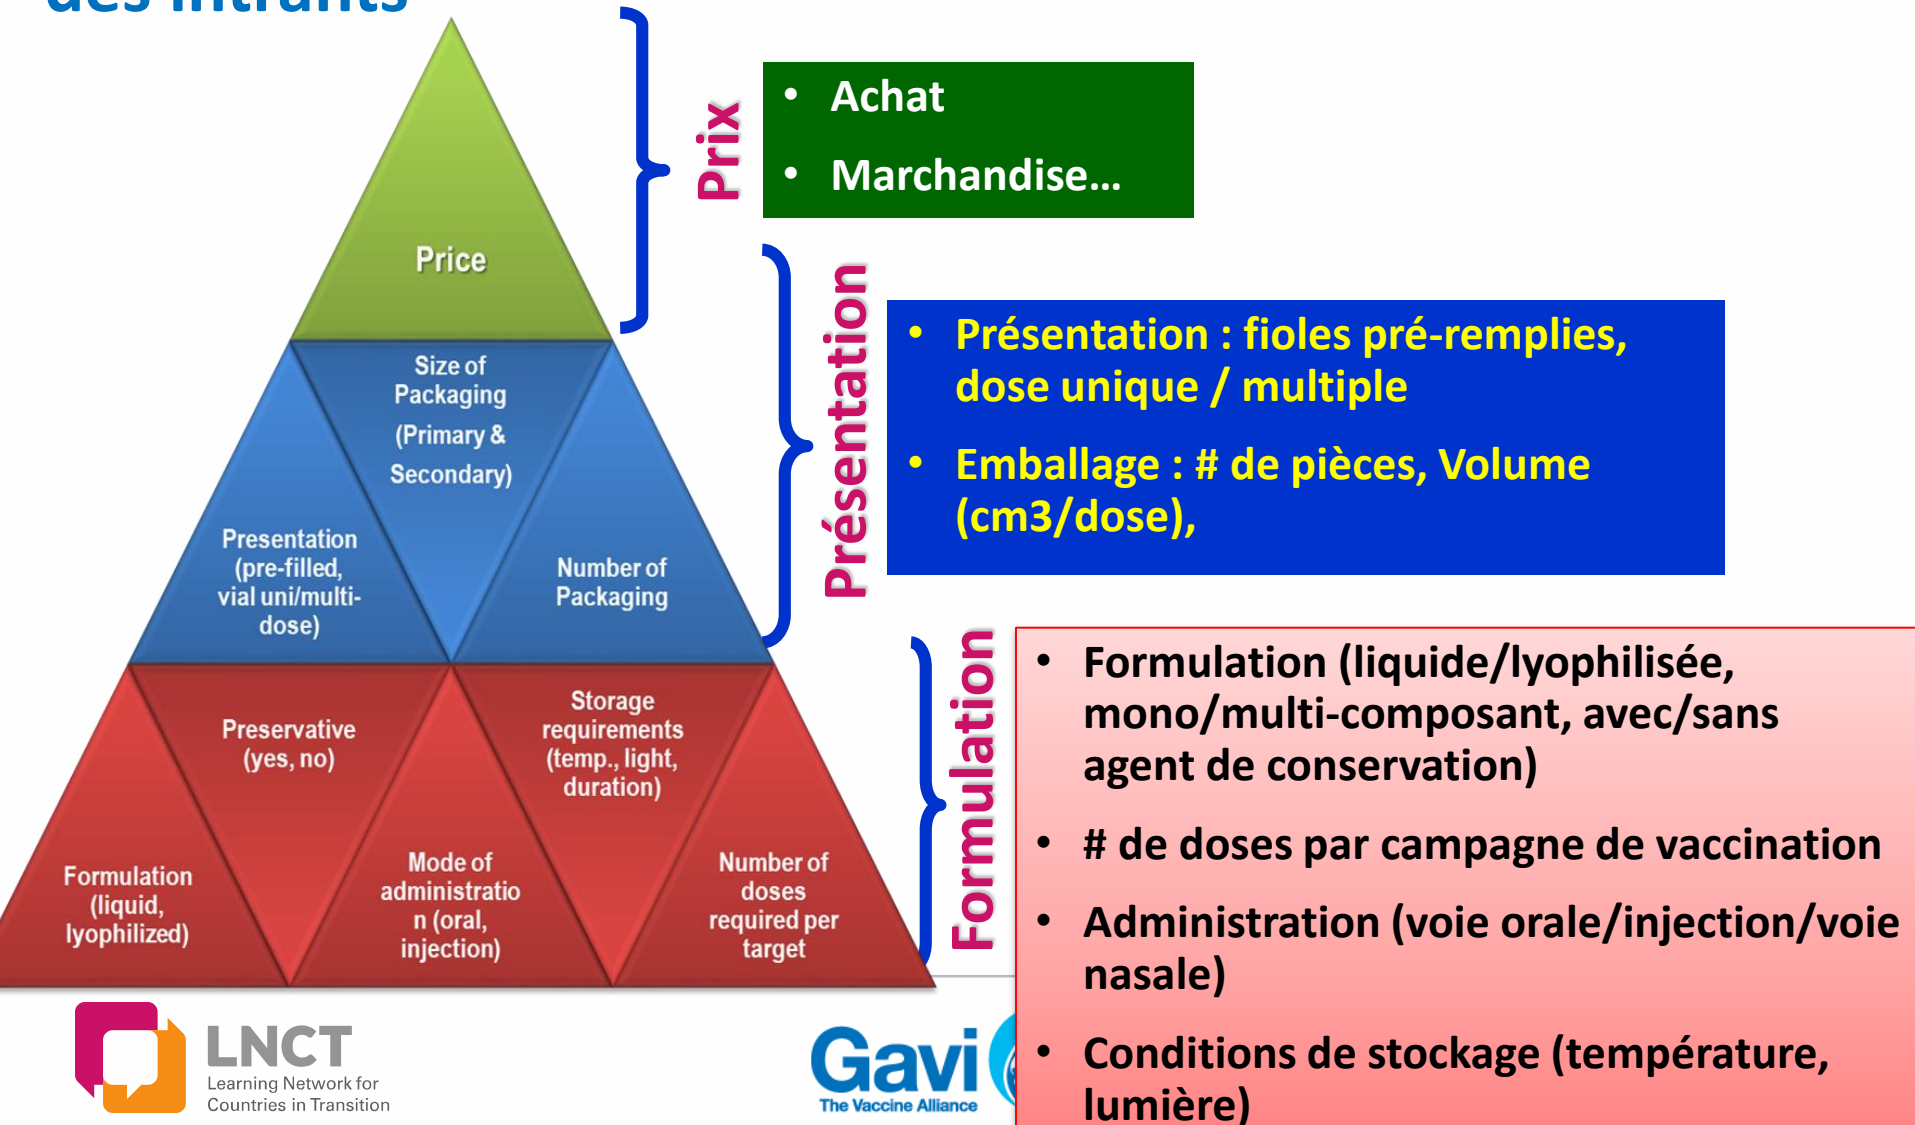 des intrants
Price
Size of
Packaging
(Primary &
Secondary)
Presentation
(pre-filled,
vial uni/multi-
dose)
Number of
Packaging
Formulation
(liquid,
lyophilized)
Preservative
(yes, no)
Mode of
administratio
n (oral,
injection)
Storage
requirements
(temp., light,
duration)
Number of
doses
required per
target
Prix
• Achat
• Marchandise…
Présentation
• Présentation : fioles pré-remplies,
dose unique / multiple
• Emballage : # de pièces, Volume
(cm3/dose),
Formulation
• Formulation (liquide/lyophilisée,
mono/multi-composant, avec/sans
agent de conservation)
• # de doses par campagne de vaccination
• Administration (voie orale/injection/voie
nasale)
• Conditions de stockage (température,
lumière)
LNCT
Learning Network for
Countries in Transition
Gavi
The Vaccine Alliance